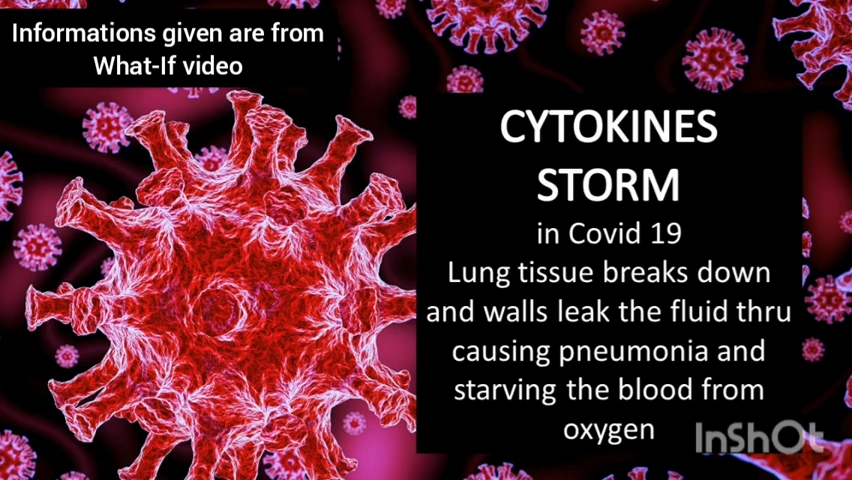 Informations given are from
What-If video
CYTOKINES
STORM
in Covid 19
Lung tissue breaks down
and walls leak the fluid thru
causing pneumonia and
starving the blood from
oxygen
InShOt